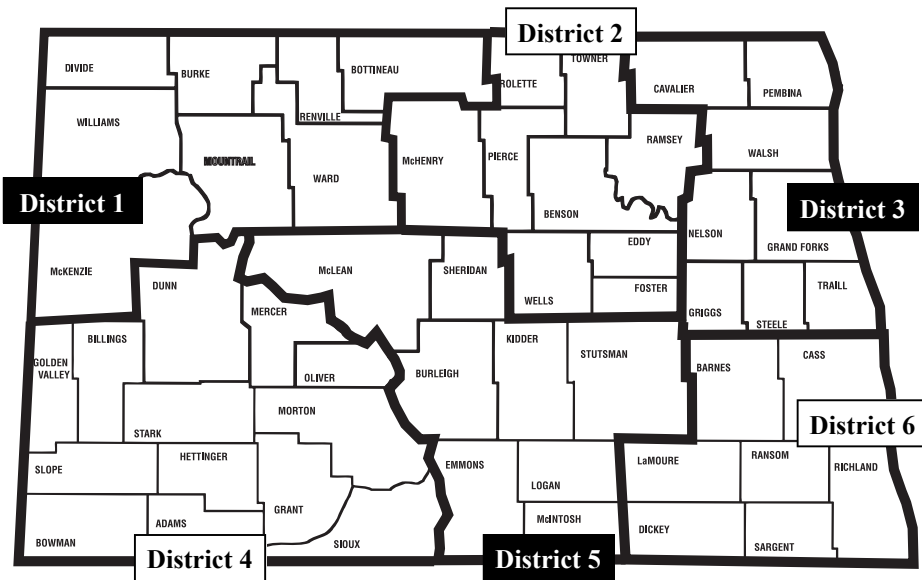 District 2
DIVIDE
BURKE
BOTTINEAU
ROLETTE
TOWNER
CAVALIER
PEMBINA
WILLIAMS
RENVILLE
MOUNTRAIL
WARD
McHENRY
PIERCE
RAMSEY
WALSH
District 1
BENSON
NELSON
District 3
GRAND FORKS
EDDY
McKENZIE
DUNN
McLEAN
SHERIDAN
WELLS
FOSTER
GRIGGS
STEELE
TRAILL
MERCER
GOLDEN
VALLEY
BILLINGS
OLIVER
BURLEIGH
KIDDER
STUTSMAN
BARNES
CASS
STARK
MORTON
District 6
SLOPE
HETTINGER
EMMONS
LOGAN
LaMOURE
RANSOM
RICHLAND
GRANT
McINTOSH
BOWMAN
ADAMS
SIOUX
DICKEY
SARGENT
District 4
District 5